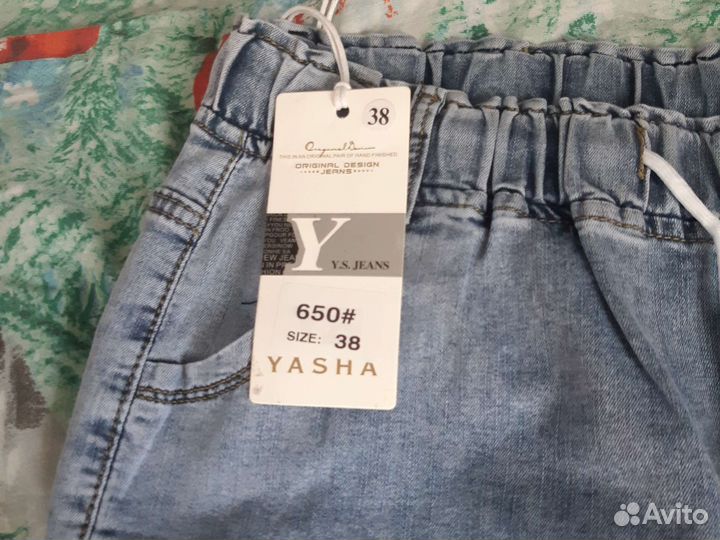 38
Original Denim
THIS IS AN ORIGINAL PAIR OF HAND FINISHED
ORIGINAL DESIGN
JEANS
Y
Y.S. JEANS
650#
SIZE: 38
YASHA
Avito